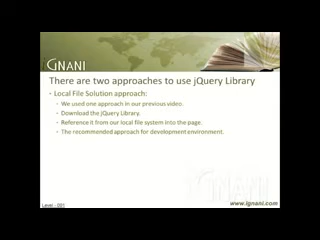 iGNANI
There are two approaches to use jQuery Library
• Local File Solution approach:
• We used one approach in our previous video.
• Download the jQuery Library.
• Reference it from our local file system into the page.
• The recommended approach for development environment.
IGNANI
Level - 001
www.ignani.com